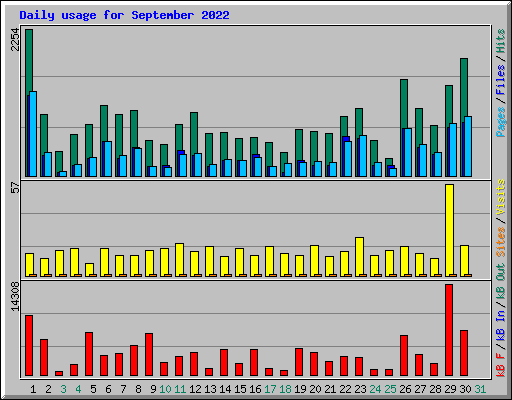 Daily usage for September 2022
2254
57
14308
Pages / Files / Hits
Sites / Visits
kB F / kB In / kB Out
1 2 3 4 5 6 7 8 9 10 11 12 13 14 15 16 17 18 19 20 21 22 23 24 25 26 27 28 29 30 31